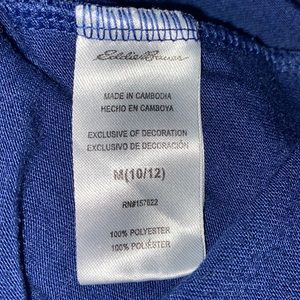 Eddie Bauer
MADE IN CAMBODIA
HECHO EN CAMBOYA
EXCLUSIVE OF DECORATION
EXCLUSIVO DE DECORACIÓN
M(10/12)
RN#157622
100% POLYESTER
100% POLIÉSTER